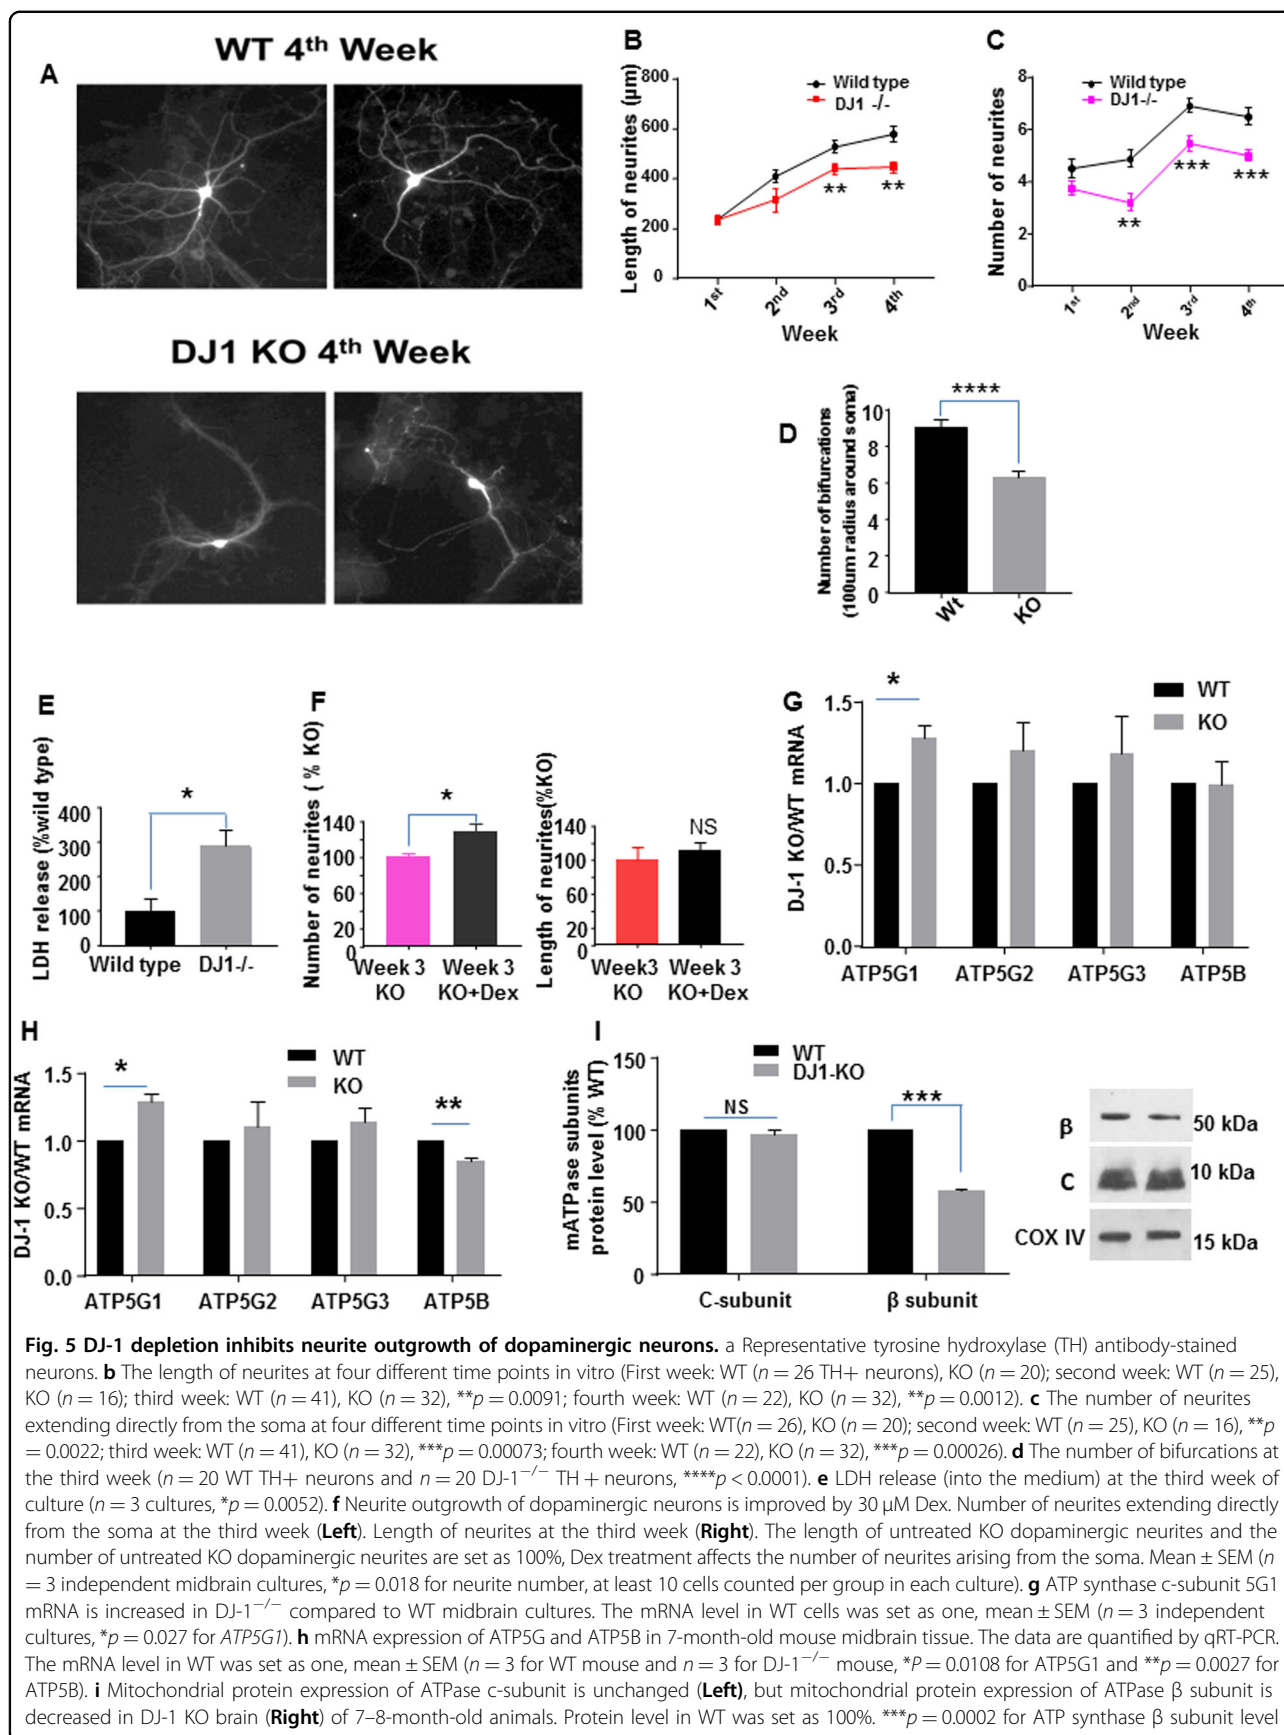 WT 4th Week
A
DJ1 KO 4th Week
B
Length of neurites (µm)
800
600
400
200
0
Wild type
DJ1 -/-
**
**
1st
2nd
3rd
4th
Week
C
Number of neurites
8
6
4
2
0
Wild type
DJ1-/-
**
***
***
1st
2nd
3rd
4th
Week
D
Number of bifurcations
(100um radius around soma)
10
8
6
4
2
0
****
Wt
KO
E
LDH release (%wild type)
400
300
200
100
0
*
Wild type
DJ1-/-
F
Number of neurites ( % KO)
140
120
100
80
60
40
20
0
*
Week 3
KO
Week 3
KO+Dex
Length of neurites(%KO)
140
120
100
80
60
40
20
0
NS
Week3
KO
Week 3
KO+Dex
G
DJ-1 KO/WT mRNA
1.5
1.0
0.5
0.0
*
WT
KO
ATP5G1
ATP5G2
ATP5G3
ATP5B
H
DJ-1 KO/WT mRNA
1.5
1.0
0.5
0.0
*
WT
KO
**
ATP5G1
ATP5G2
ATP5G3
ATP5B
I
mATPase subunits
protein level (% WT)
150
100
50
0
WT
DJ1-KO
NS
***
C-subunit
β subunit
β
50 kDa
C
10 kDa
COX IV
15 kDa
Fig. 5 DJ-1 depletion inhibits neurite outgrowth of dopaminergic neurons. a Representative tyrosine hydroxylase (TH) antibody-stained
neurons. b The length of neurites at four different time points in vitro (First week: WT (n = 26 TH+ neurons), KO (n = 20); second week: WT (n = 25),
KO (n = 16); third week: WT (n = 41), KO (n = 32), **p = 0.0091; fourth week: WT (n = 22), KO (n = 32), **p = 0.0012). c The number of neurites
extending directly from the soma at four different time points in vitro (First week: WT(n = 26), KO (n = 20); second week: WT (n = 25), KO (n = 16), **p
= 0.0022; third week: WT (n = 41), KO (n = 32), ***p = 0.00073; fourth week: WT (n = 22), KO (n = 32), ***p = 0.00026). d The number of bifurcations at
the third week (n = 20 WT TH+ neurons and n = 20 DJ-1−/− TH + neurons, ****p < 0.0001). e LDH release (into the medium) at the third week of
culture (n = 3 cultures, *p = 0.0052). f Neurite outgrowth of dopaminergic neurons is improved by 30 µM Dex. Number of neurites extending directly
from the soma at the third week (Left). Length of neurites at the third week (Right). The length of untreated KO dopaminergic neurites and the
number of untreated KO dopaminergic neurites are set as 100%, Dex treatment affects the number of neurites arising from the soma. Mean ± SEM (n
= 3 independent midbrain cultures, *p = 0.018 for neurite number, at least 10 cells counted per group in each culture). g ATP synthase c-subunit 5G1
mRNA is increased in DJ-1−/− compared to WT midbrain cultures. The mRNA level in WT cells was set as one, mean ± SEM (n = 3 independent
cultures, *p = 0.027 for ATP5G1). h mRNA expression of ATP5G and ATP5B in 7-month-old mouse midbrain tissue. The data are quantified by qRT-PCR.
The mRNA level in WT was set as one, mean ± SEM (n = 3 for WT mouse and n = 3 for DJ-1−/− mouse, *P = 0.0108 for ATP5G1 and **p = 0.0027 for
ATP5B). i Mitochondrial protein expression of ATPase c-subunit is unchanged (Left), but mitochondrial protein expression of ATPase β subunit is
decreased in DJ-1 KO brain (Right) of 7–8-month-old animals. Protein level in WT was set as 100%. ***p = 0.0002 for ATP synthase β subunit level